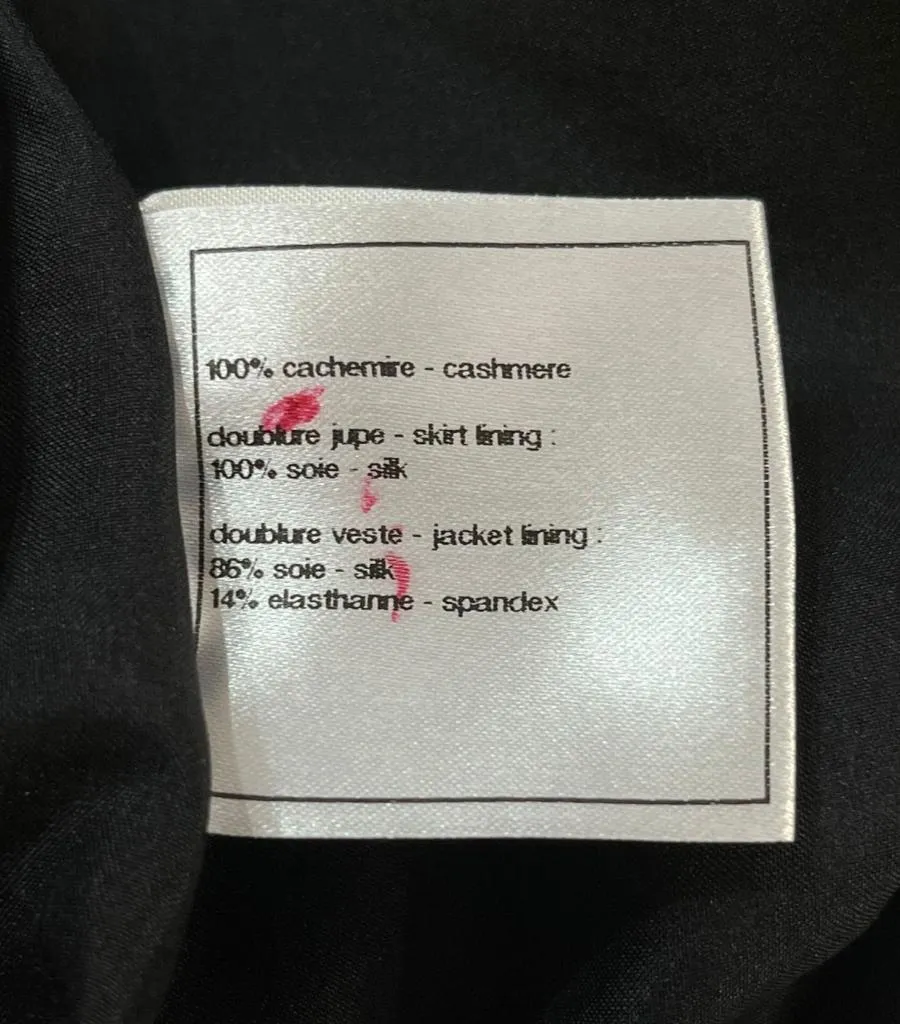 100% cachemire - cashmere
doublure jupe - skirt lining :
100% soie - silk
doublure veste - jacket lining :
86% soie - silk
14% elasthanne - spandex